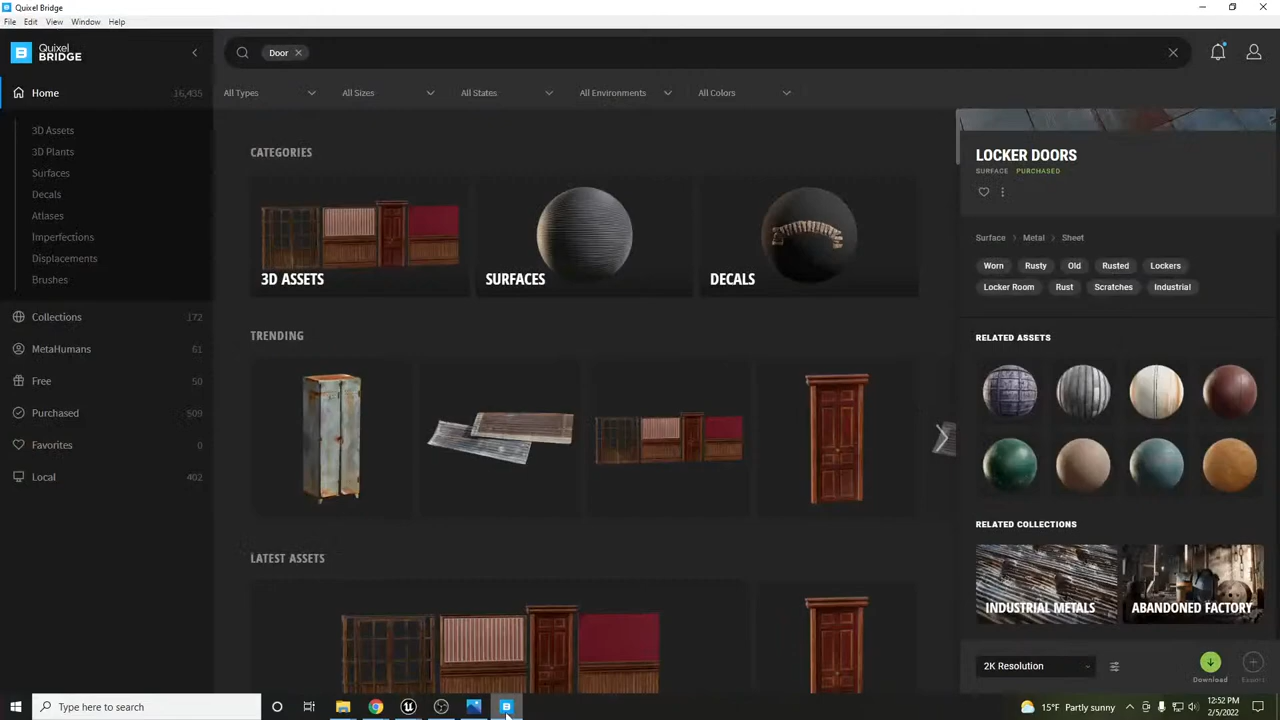 Quixel Bridge
File Edit View Window Help
Quixel
BRIDGE
Door
Home 16,435
All Types
All Sizes
All States
All Environments
All Colors
3D Assets
3D Plants
Surfaces
Decals
Atlases
Imperfections
Displacements
Brushes
Collections 172
MetaHumans 61
Free 50
Purchased 509
Favorites 0
Local 402
CATEGORIES
3D ASSETS
SURFACES
DECALS
TRENDING
LATEST ASSETS
LOCKER DOORS
SURFACE PURCHASED
Surface > Metal > Sheet
Worn Rusty Old Rusted Lockers
Locker Room Rust Scratches Industrial
RELATED ASSETS
RELATED COLLECTIONS
INDUSTRIAL METALS
ABANDONED FACTORY
2K Resolution
Download
Export
Type here to search
15°F Partly sunny
12:52 PM
2/5/2022